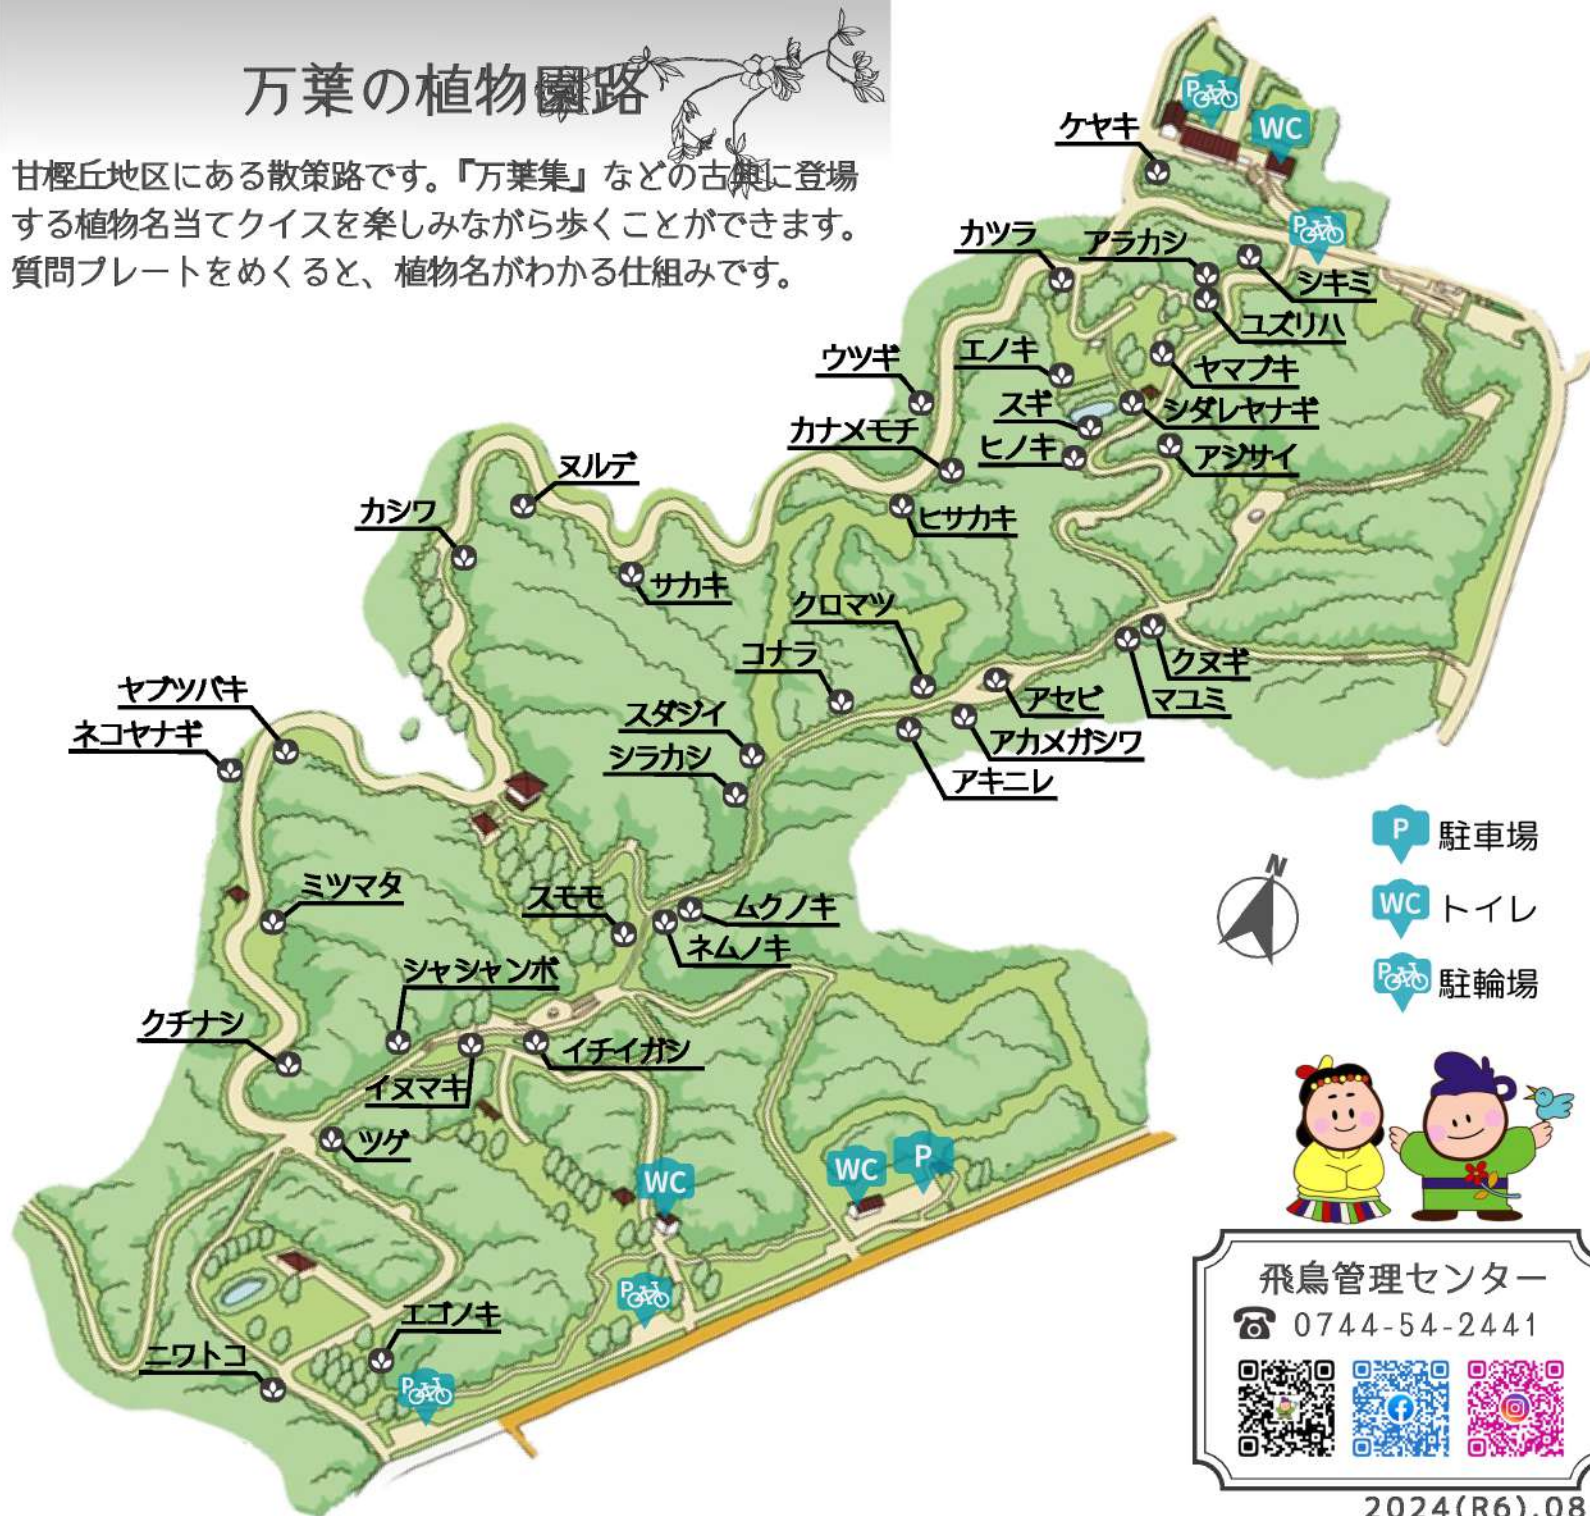 万葉の植物園路
甘樫丘地区にある散策路です。『万葉集』などの古典に登場
する植物名当てクイズを楽しみながら歩くことができます。
質問プレートをめくると、植物名がわかる仕組みです。
P
WC
ケヤキ
P
カツラ
アラカシ
シキミ
ユズリハ
ウツギ
エノキ
ヤマブキ
スギ
シダレヤナギ
カナメモチ
ヒノキ
アジサイ
ヌルデ
カシワ
ヒサカキ
サカキ
クロマツ
コナラ
クヌギ
ヤブツバキ
スダジイ
アセビ
マユミ
ネコヤナギ
シラカシ
アカメガシワ
アキニレ
P 駐車場
ミツマタ
スモモ
ムクノキ
N
WC トイレ
ネムノキ
シャシャンボ
P 駐輪場
クチナシ
イチイガシ
イヌマキ
ツゲ
WC
WC
P
P
エゴノキ
ニワトコ
P
飛鳥管理センター
0744-54-2441
2024(R6).08